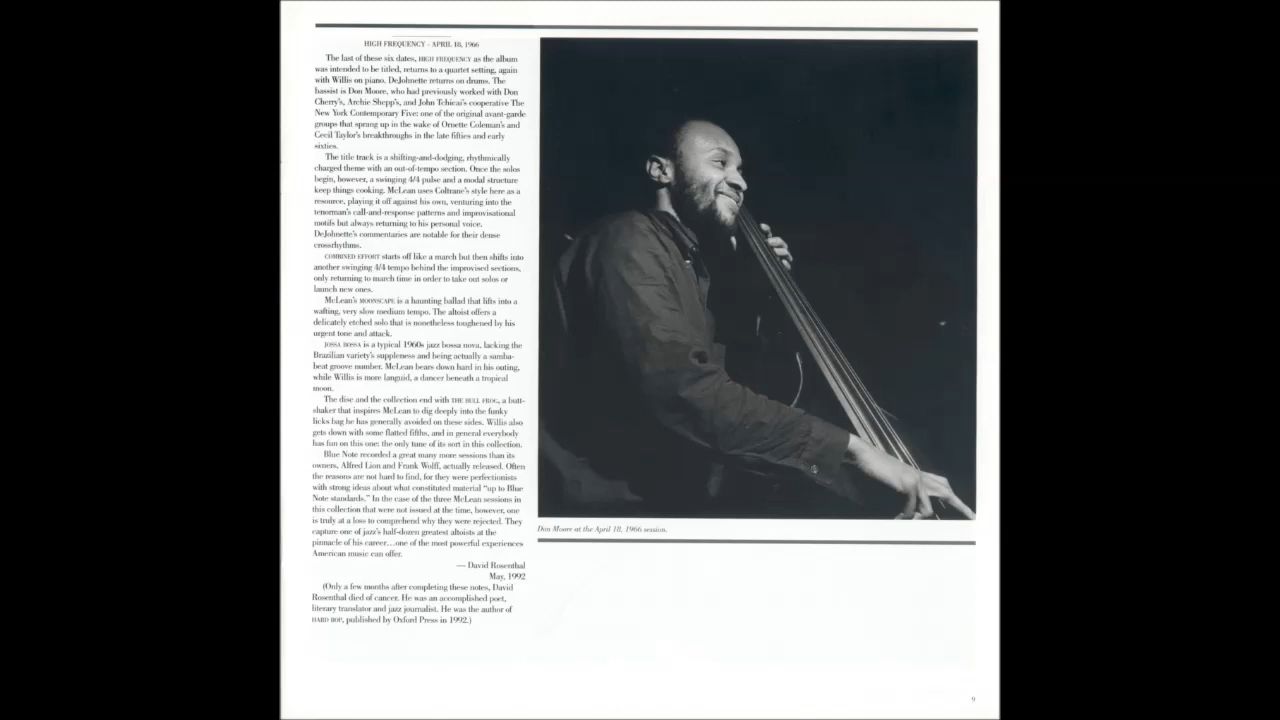 HIGH FREQUENCY - APRIL 18, 1966
The last of these six dates, HIGH FREQUENCY as the album
was intended to be titled, returns to a quartet setting, again
with Willis on piano. DeJohnette returns on drums. The
bassist is Don Moore, who had previously worked with Don
Cherry's, Archie Shepp's, and John Tchicai's cooperative The
New York Contemporary Five: one of the original avant-garde
groups that sprang up in the wake of Ornette Coleman's and
Cecil Taylor's breakthroughs in the late fifties and early
sixties.
The title track is a shifting-and-dodging, rhythmically
charged theme with an out-of-tempo section. Once the solos
begin, however, a swinging 4/4 pulse and a modal structure
keep things cooking. McLean uses Coltrane's style here as a
resource, playing it off against his own, venturing into the
tenorman's call-and-response patterns and improvisational
motifs but always returning to his personal voice.
DeJohnette's commentaries are notable for their dense
crossrhythms.
COMBINED EFFORT starts off like a march but then shifts into
another swinging 4/4 tempo behind the improvised sections,
only returning to march time in order to take out solos or
launch new ones.
McLean's MOONSCAPE is a haunting ballad that lifts into a
wafting, very slow medium tempo. The altoist offers a
delicately etched solo that is nonetheless toughened by his
urgent tone and attack.
JOSSA BOSSA is a typical 1960s jazz bossa nova, lacking the
Brazilian variety's suppleness and being actually a samba-
beat groove number. McLean bears down hard in his outing,
while Willis is more languid, a dancer beneath a tropical
moon.
The disc and the collection end with THE BULL FROG, a butt-
shaker that inspires McLean to dig deeply into the funky
licks bag he has generally avoided on these sides. Willis also
gets down with some flatted fifths, and in general everybody
has fun on this one: the only tune of its sort in this collection.
Blue Note recorded a great many more sessions than its
owners, Alfred Lion and Frank Wolff, actually released. Often
the reasons are not hard to find, for they were perfectionists
with strong ideas about what constituted material "up to Blue
Note standards." In the case of the three McLean sessions in
this collection that were not issued at the time, however, one
is truly at a loss to comprehend why they were rejected. They
capture one of jazz's half-dozen greatest altoists at the
pinnacle of his career...one of the most powerful experiences
American music can offer.
— David Rosenthal
May, 1992
(Only a few months after completing these notes, David
Rosenthal died of cancer. He was an accomplished poet,
literary translator and jazz journalist. He was the author of
HARD BOP, published by Oxford Press in 1992.)
Don Moore at the April 18, 1966 session.
9